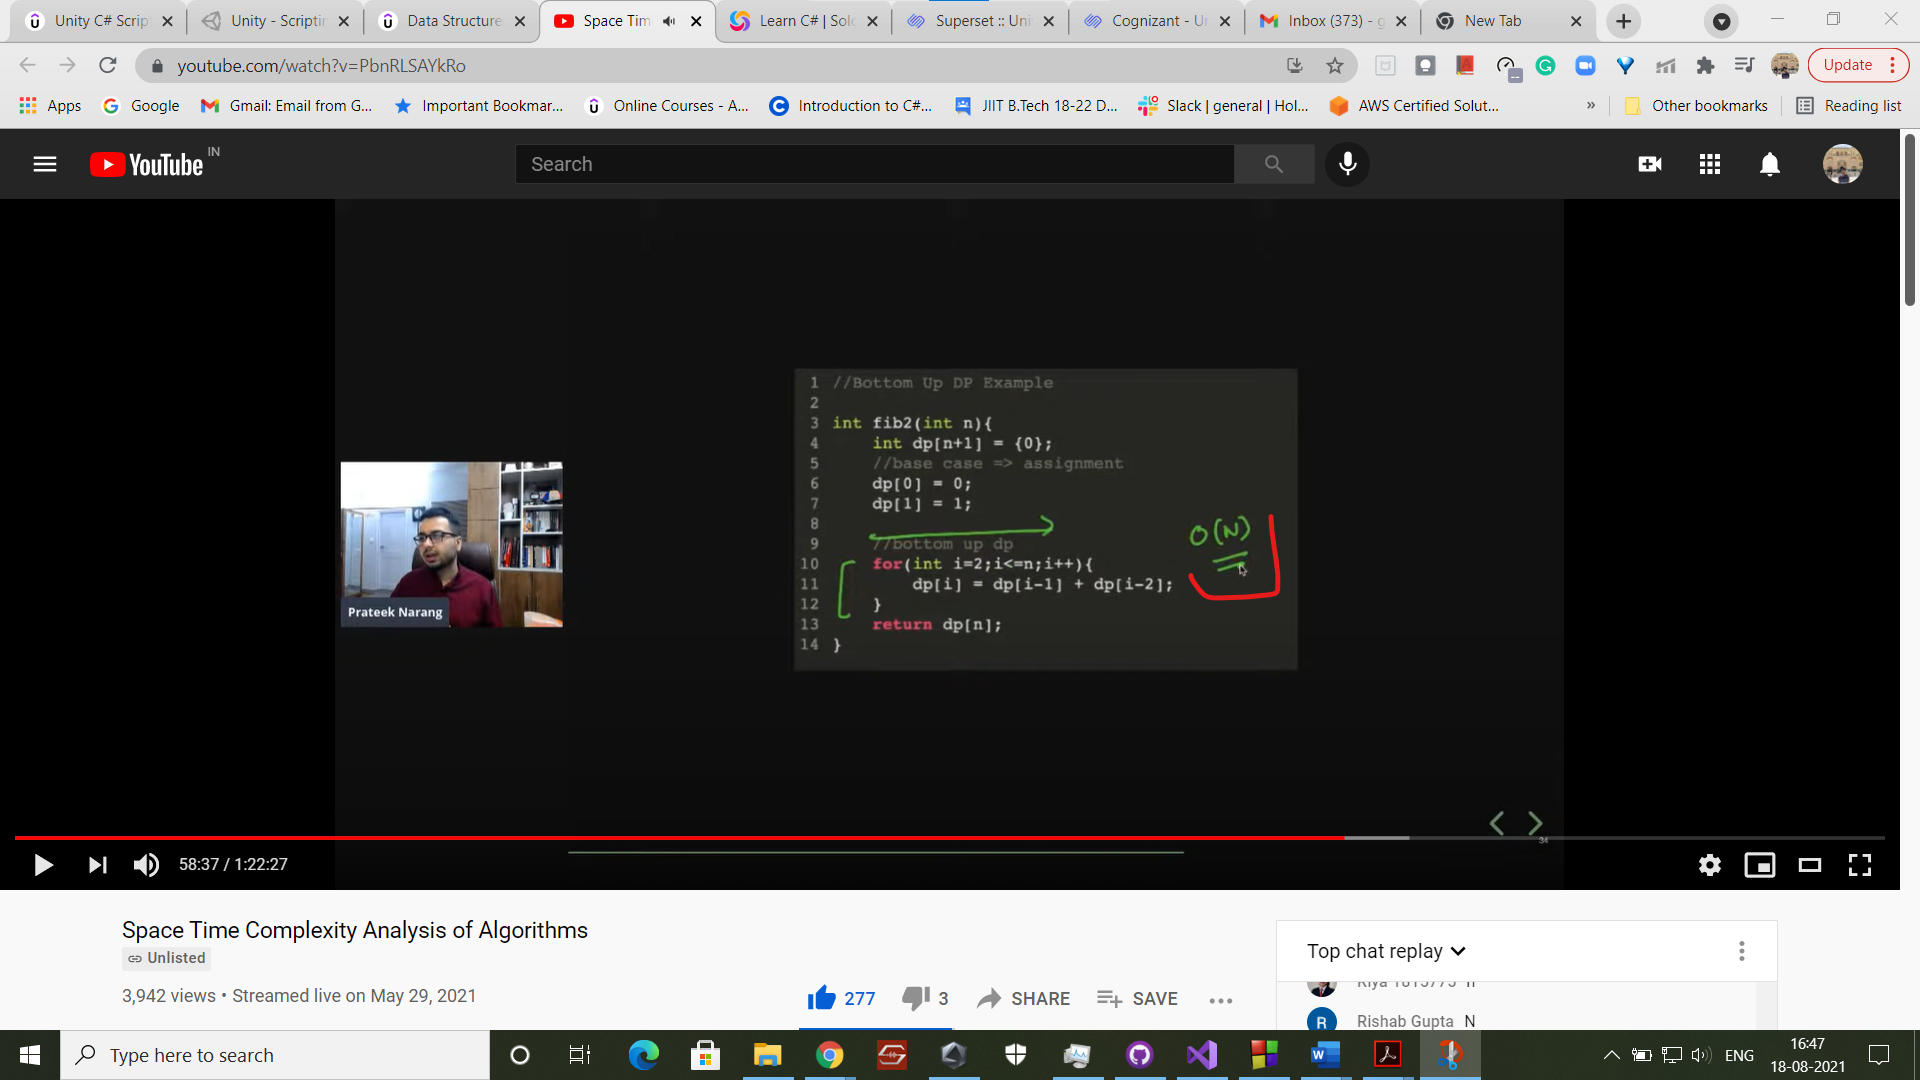 Unity C# Scrip
Unity - Scriptin
Data Structure
Space Tim
Learn C# | Solo
Superset :: Uni
Cognizant - Ur
Inbox (373) - g
New Tab
youtube.com/watch?v=PbnRLSAYkRo
Update
Apps
Google
Gmail: Email from G...
Important Bookmar...
Online Courses - A...
Introduction to C#...
JIIT B.Tech 18-22 D...
Slack | general | Hol...
AWS Certified Solut...
»
Other bookmarks
Reading list
YouTube IN
Search
1 //Bottom Up DP Example
2
3 int fib2(int n){
4 int dp[n+1] = {0};
5 //base case => assignment
6 dp[0] = 0;
7 dp[1] = 1;
8
9 //bottom up dp
10 for(int i=2;i<=n;i++){
11 dp[i] = dp[i-1] + dp[i-2];
12 }
13 return dp[n];
14 }
O(N)
Prateek Narang
34
58:37 / 1:22:27
Space Time Complexity Analysis of Algorithms
Unlisted
3,942 views • Streamed live on May 29, 2021
277
3
SHARE
SAVE
Top chat replay
Rishab Gupta N
Type here to search
ENG
16:47
18-08-2021